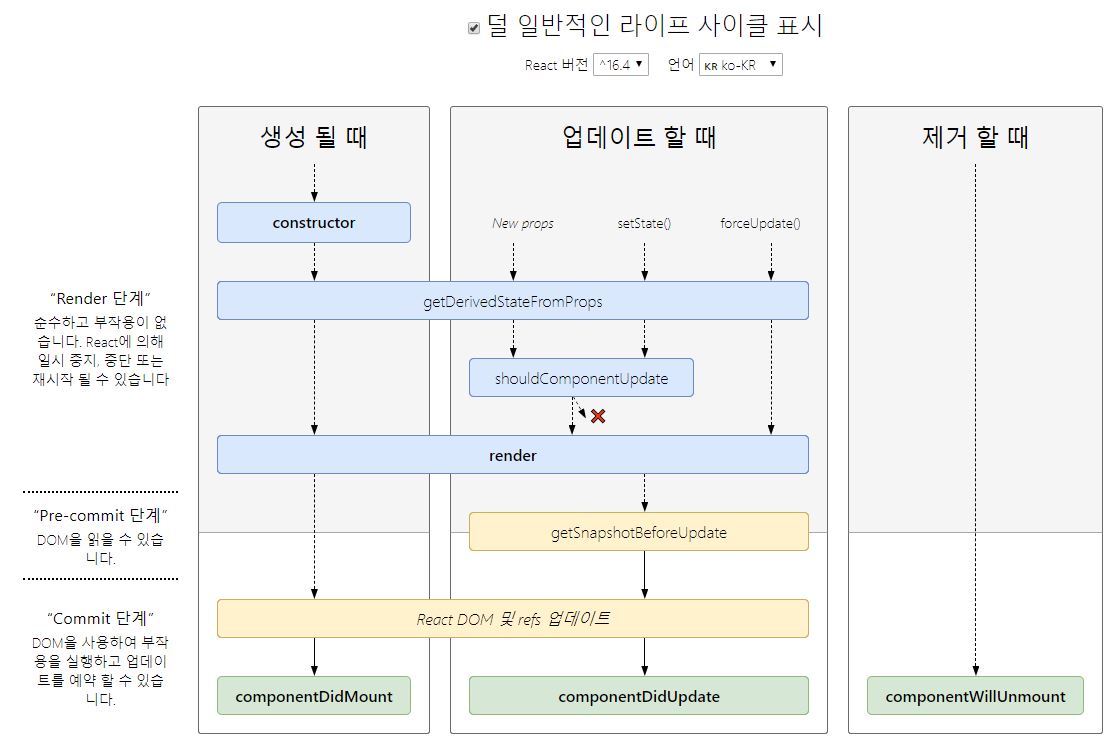 덜 일반적인 라이프 사이클 표시
React 버전 ^16.4 언어 KR ko-KR
생성 될 때
업데이트 할 때
제거 할 때
constructor
New props
setState()
forceUpdate()
"Render 단계"
순수하고 부작용이 없
습니다. React에 의해
일시 중지, 중단 또는
재시작 될 수 있습니다
getDerivedStateFromProps
shouldComponentUpdate
render
"Pre-commit 단계"
DOM을 읽을 수 있습
니다.
getSnapshotBeforeUpdate
"Commit 단계"
DOM을 사용하여 부작
용을 실행하고 업데이
트를 예약 할 수 있습
니다.
React DOM 및 refs 업데이트
componentDidMount
componentDidUpdate
componentWillUnmount